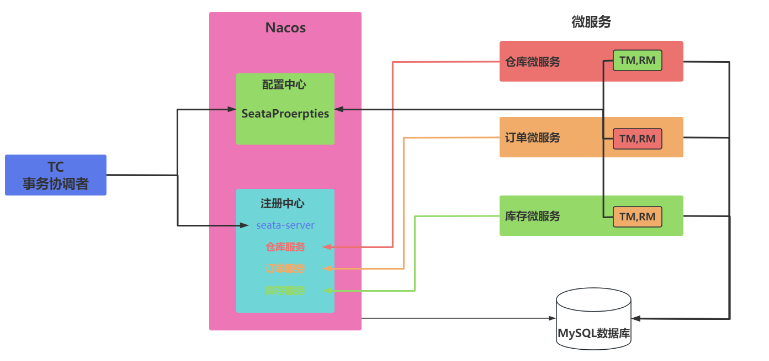 Nacos
微服务
配置中心
SeataProerpties
仓库微服务
TM,RM
订单微服务
TM,RM
TC
事务协调者
注册中心
seata-server
仓库服务
订单服务
库存服务
库存微服务
TM,RM
MySQL数据库